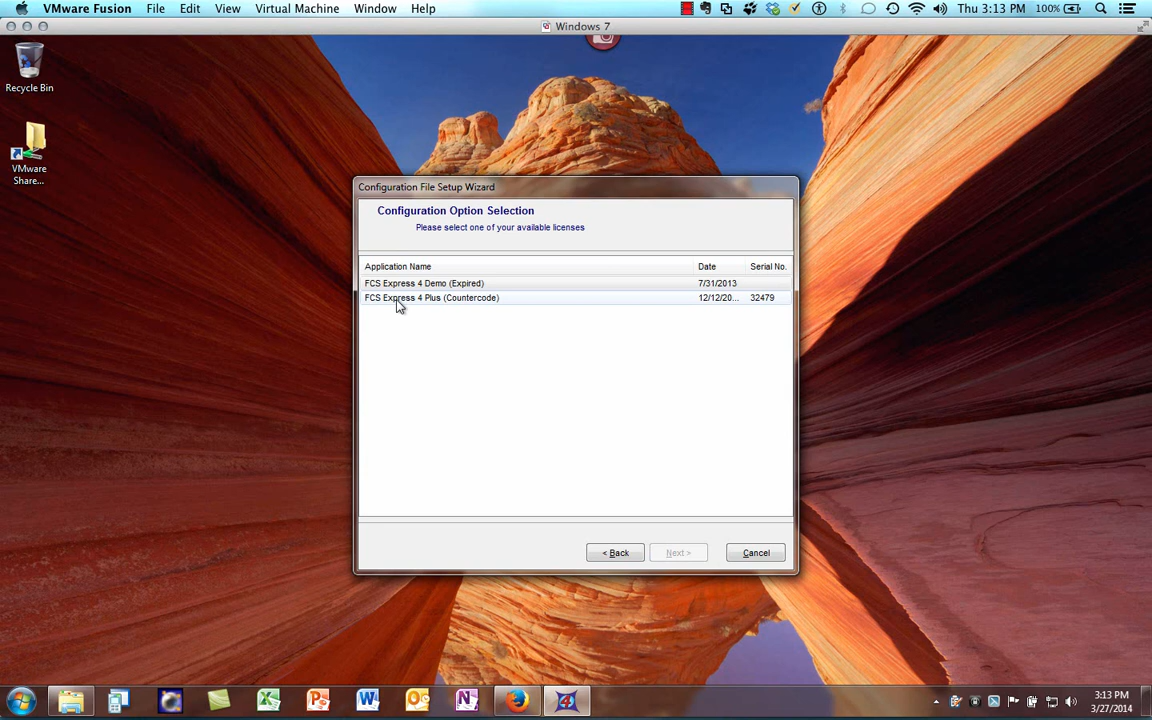 VMware Fusion File Edit View Virtual Machine Window Help Thu 3:13 PM 100%
Windows 7
Recycle Bin
VMware
Share...
Configuration File Setup Wizard
Configuration Option Selection
Please select one of your available licenses
Application Name Date Serial No.
FCS Express 4 Demo (Expired) 7/31/2013
FCS Express 4 Plus (Countercode) 12/12/20... 32479
< Back Next > Cancel
3:13 PM
3/27/2014